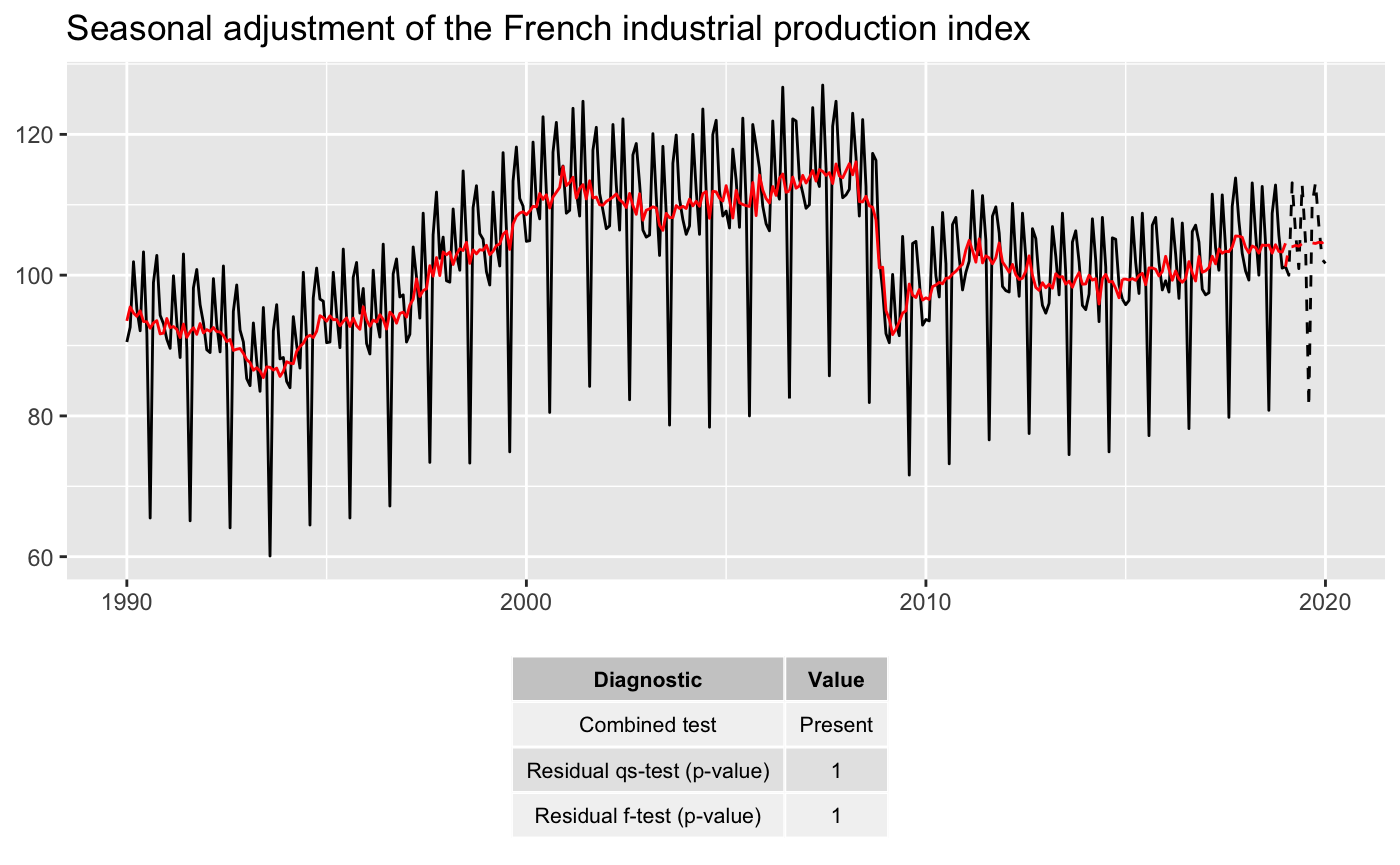 Seasonal adjustment of the French industrial production index
120
100
80
60
1990 2000 2010 2020
Diagnostic Value
Combined test Present
Residual qs-test (p-value) 1
Residual f-test (p-value) 1